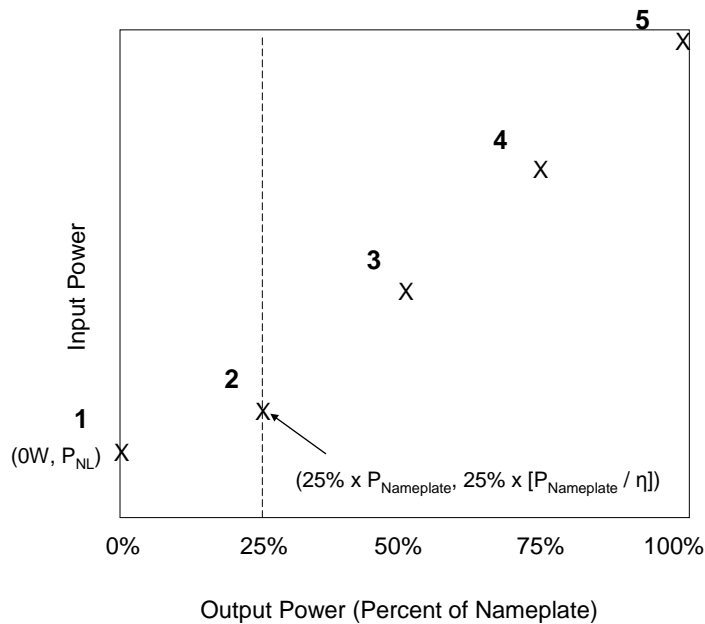 5
X
4
X
3
X
2
X
1
(0W, P_NL) X
(25% x P_Nameplate, 25% x [P_Nameplate / η])
Input Power
0% 25% 50% 75% 100%
Output Power (Percent of Nameplate)